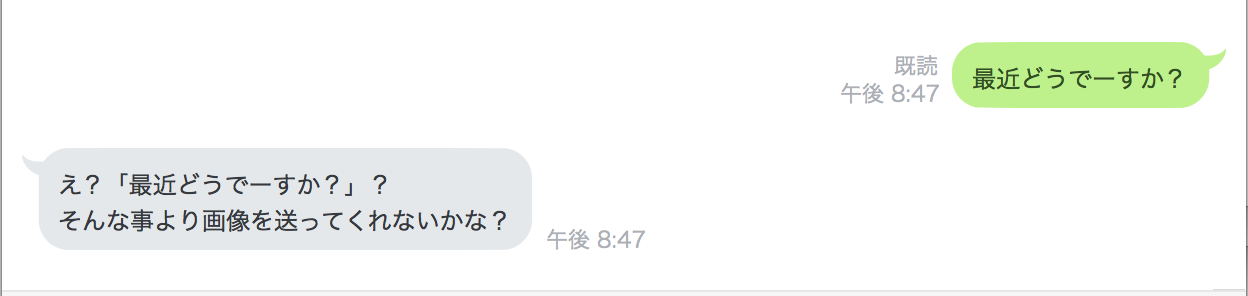 既読
午後 8:47
最近どうでーすか？
え？「最近どうでーすか？」？
そんな事より画像を送ってくれないかな？
午後 8:47